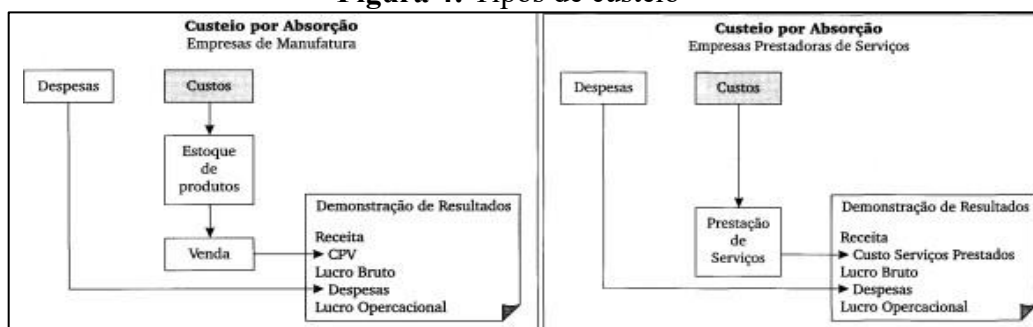 Figura 4: Tipos de custeio
Custeio por Absorção
Empresas de Manufatura
Despesas
Custos
Estoque
de
produtos
Venda
Demonstração de Resultados
Receita
CPV
Lucro Bruto
Despesas
Lucro Opercacional
Custeio por Absorção
Empresas Prestadoras de Serviços
Despesas
Custos
Prestação
de
Serviços
Demonstração de Resultados
Receita
Custo Serviços Prestados
Lucro Bruto
Despesas
Lucro Opercacional